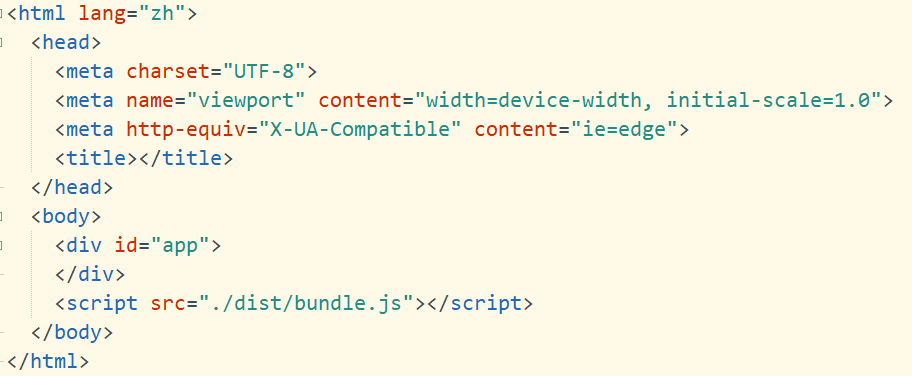 <html lang="zh">
<head>
<meta charset="UTF-8">
<meta name="viewport" content="width=device-width, initial-scale=1.0">
<meta http-equiv="X-UA-Compatible" content="ie=edge">
<title></title>
</head>
<body>
<div id="app">
</div>
<script src="./dist/bundle.js"></script>
</body>
</html>